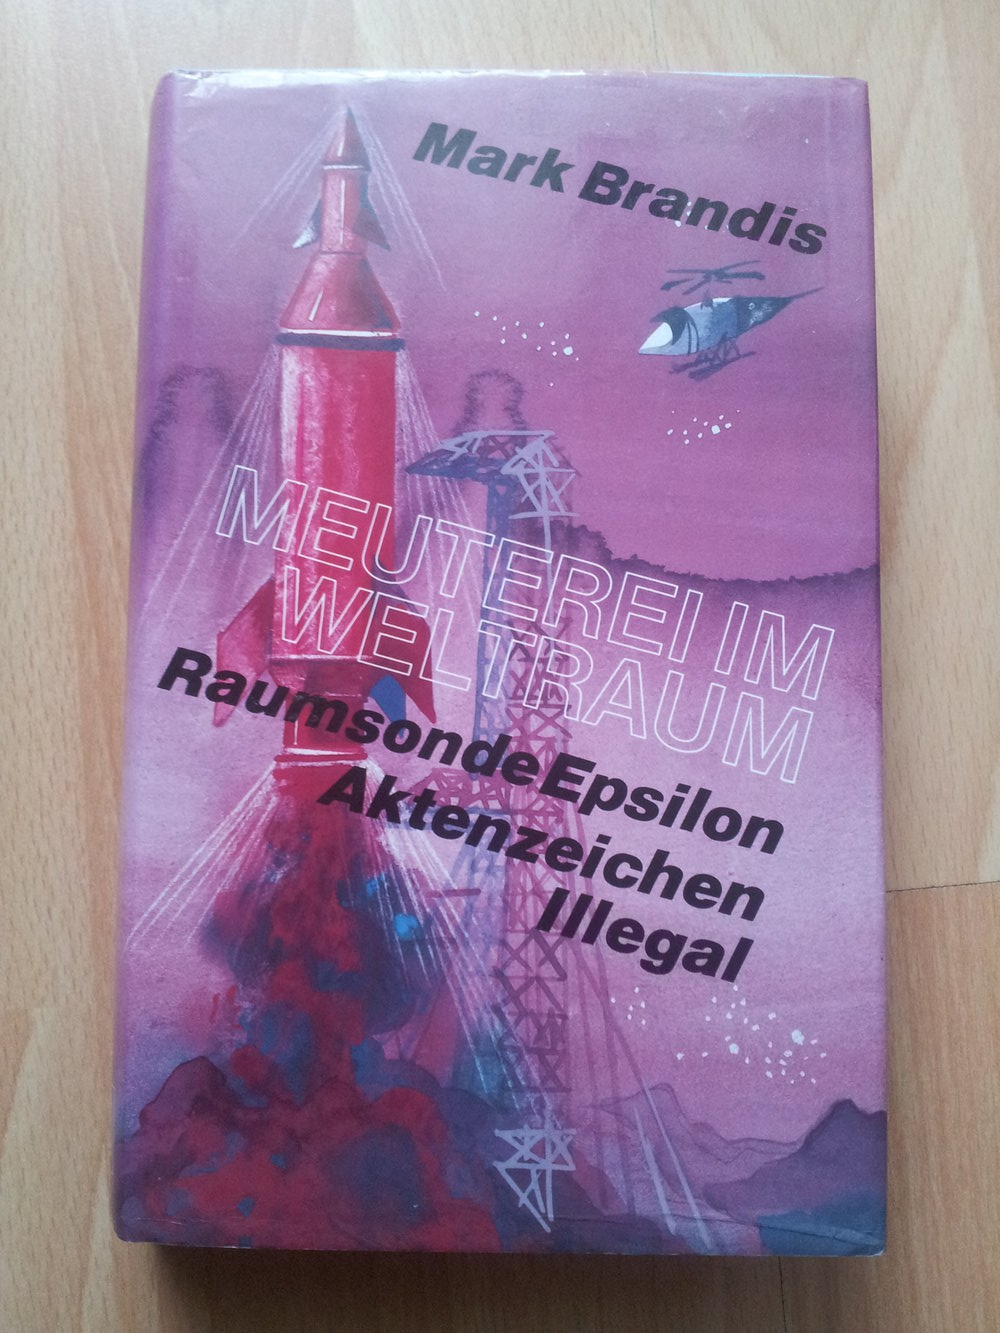 Mark Brandis
MEUTEREI IM
WELTRAUM
Raumsonde Epsilon
Aktenzeichen
Illegal